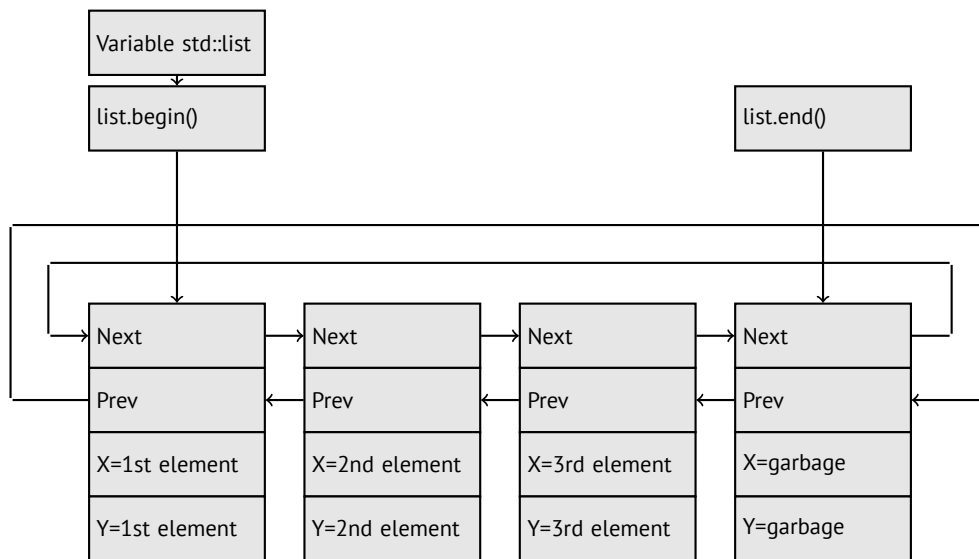 Variable std::list
list.begin()
list.end()
Next
Next
Next
Next
Prev
Prev
Prev
Prev
X=1st element
X=2nd element
X=3rd element
X=garbage
Y=1st element
Y=2nd element
Y=3rd element
Y=garbage